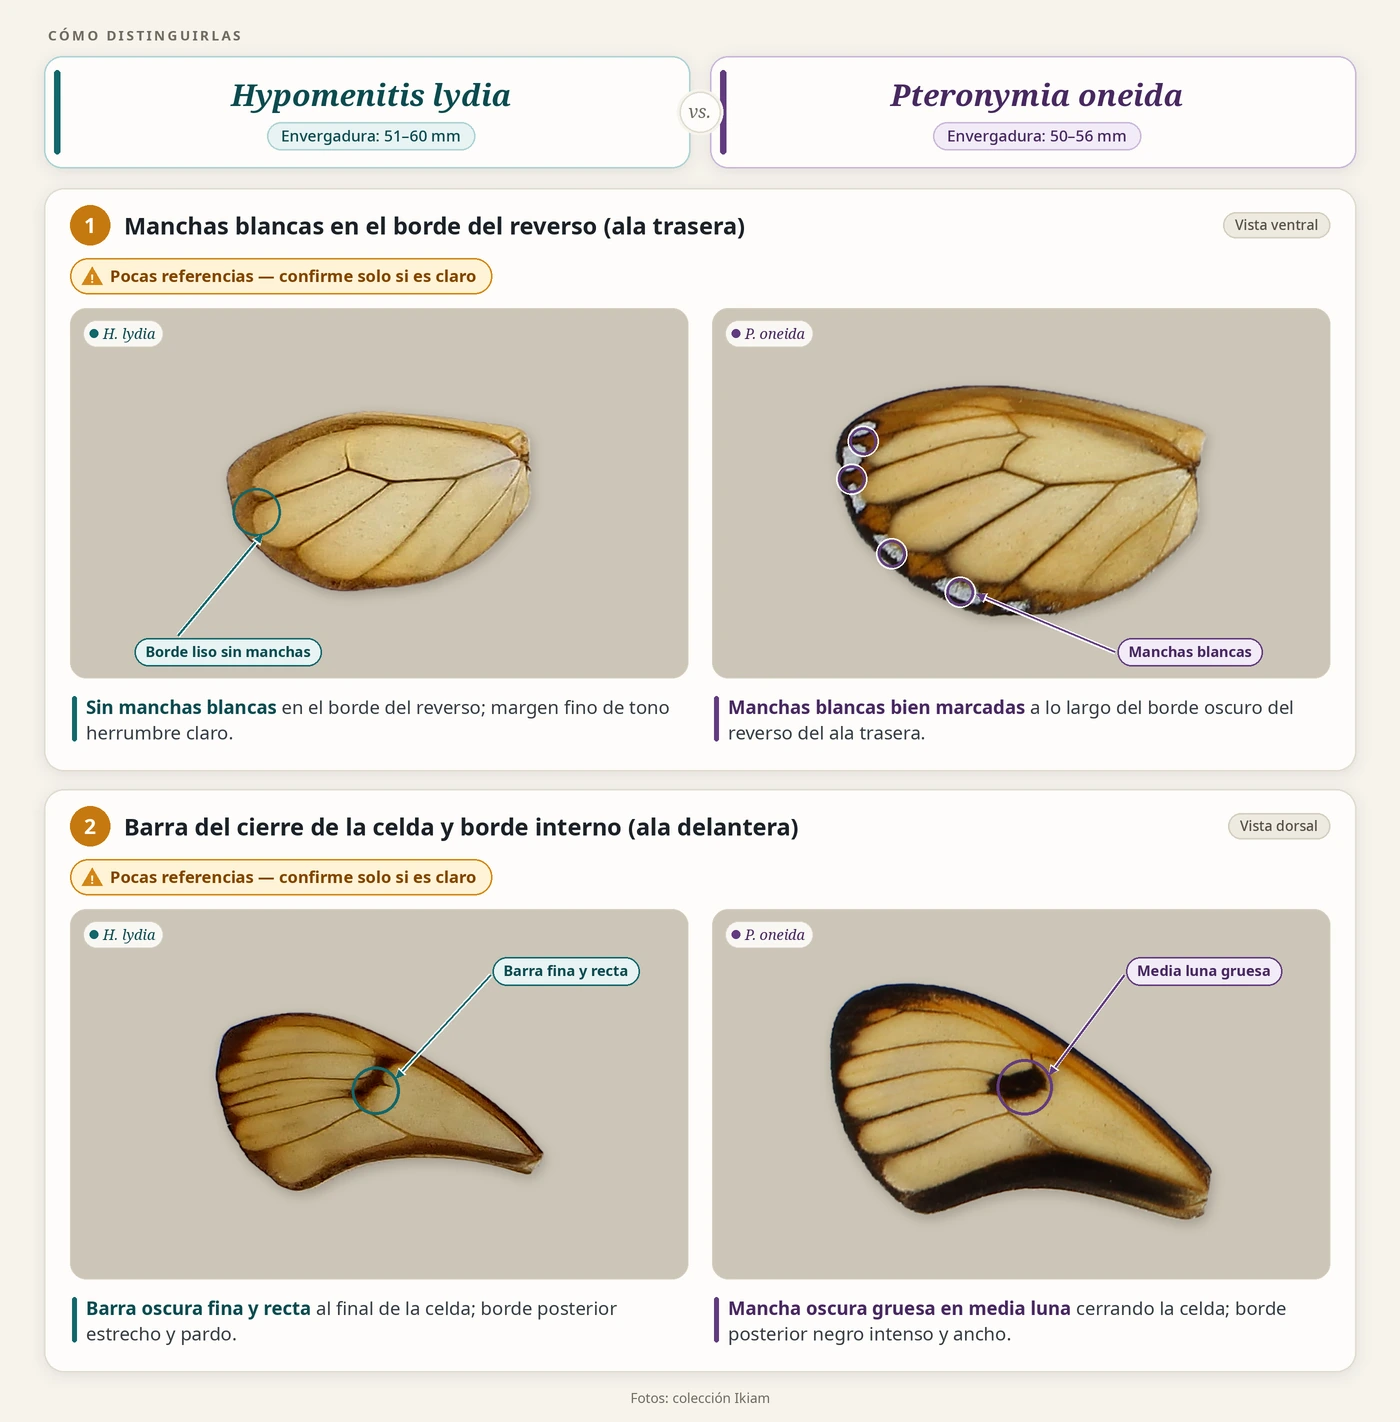 CÓMO DISTINGUIRLAS
Hypomenitis lydia
Envergadura: 51–60 mm
vs.
Pteronymia oneida
Envergadura: 50–56 mm
1 Manchas blancas en el borde del reverso (ala trasera)
Vista ventral
Pocas referencias — confirme solo si es claro
H. lydia
Borde liso sin manchas
P. oneida
Manchas blancas
Sin manchas blancas en el borde del reverso; margen fino de tono
herrumbre claro.
Manchas blancas bien marcadas a lo largo del borde oscuro del
reverso del ala trasera.
2 Barra del cierre de la celda y borde interno (ala delantera)
Vista dorsal
Pocas referencias — confirme solo si es claro
H. lydia
Barra fina y recta
P. oneida
Media luna gruesa
Barra oscura fina y recta al final de la celda; borde posterior
estrecho y pardo.
Mancha oscura gruesa en media luna cerrando la celda; borde
posterior negro intenso y ancho.
Fotos: colección Ikiam